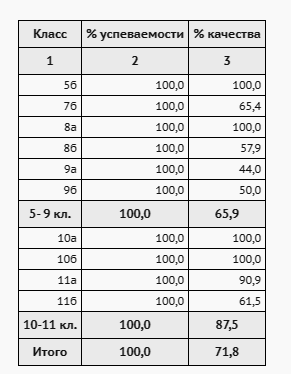 Класс % успеваемости % качества
1 2 3
5б 100,0 100,0
7б 100,0 65,4
8а 100,0 100,0
8б 100,0 57,9
9а 100,0 44,0
9б 100,0 50,0
5- 9 кл. 100,0 65,9
10а 100,0 100,0
10б 100,0 100,0
11а 100,0 90,9
11б 100,0 61,5
10-11 кл. 100,0 87,5
Итого 100,0 71,8